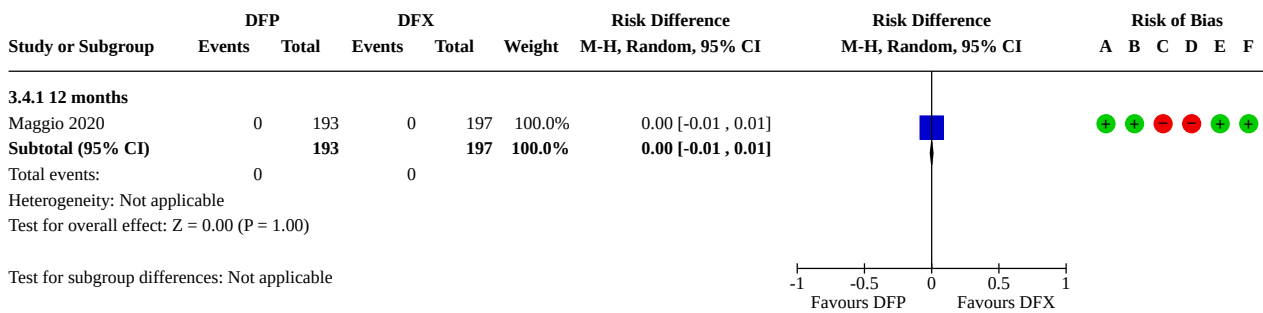 DFP DFX Risk Difference Risk Difference Risk of Bias
Study or Subgroup Events Total Events Total Weight M-H, Random, 95% CI M-H, Random, 95% CI A B C D E F
3.4.1 12 months
Maggio 2020 0 193 0 197 100.0% 0.00 [-0.01 , 0.01] + + − − + +
Subtotal (95% CI) 193 197 100.0% 0.00 [-0.01 , 0.01]
Total events: 0 0
Heterogeneity: Not applicable
Test for overall effect: Z = 0.00 (P = 1.00)
Test for subgroup differences: Not applicable
-1 -0.5 0 0.5 1
Favours DFP Favours DFX